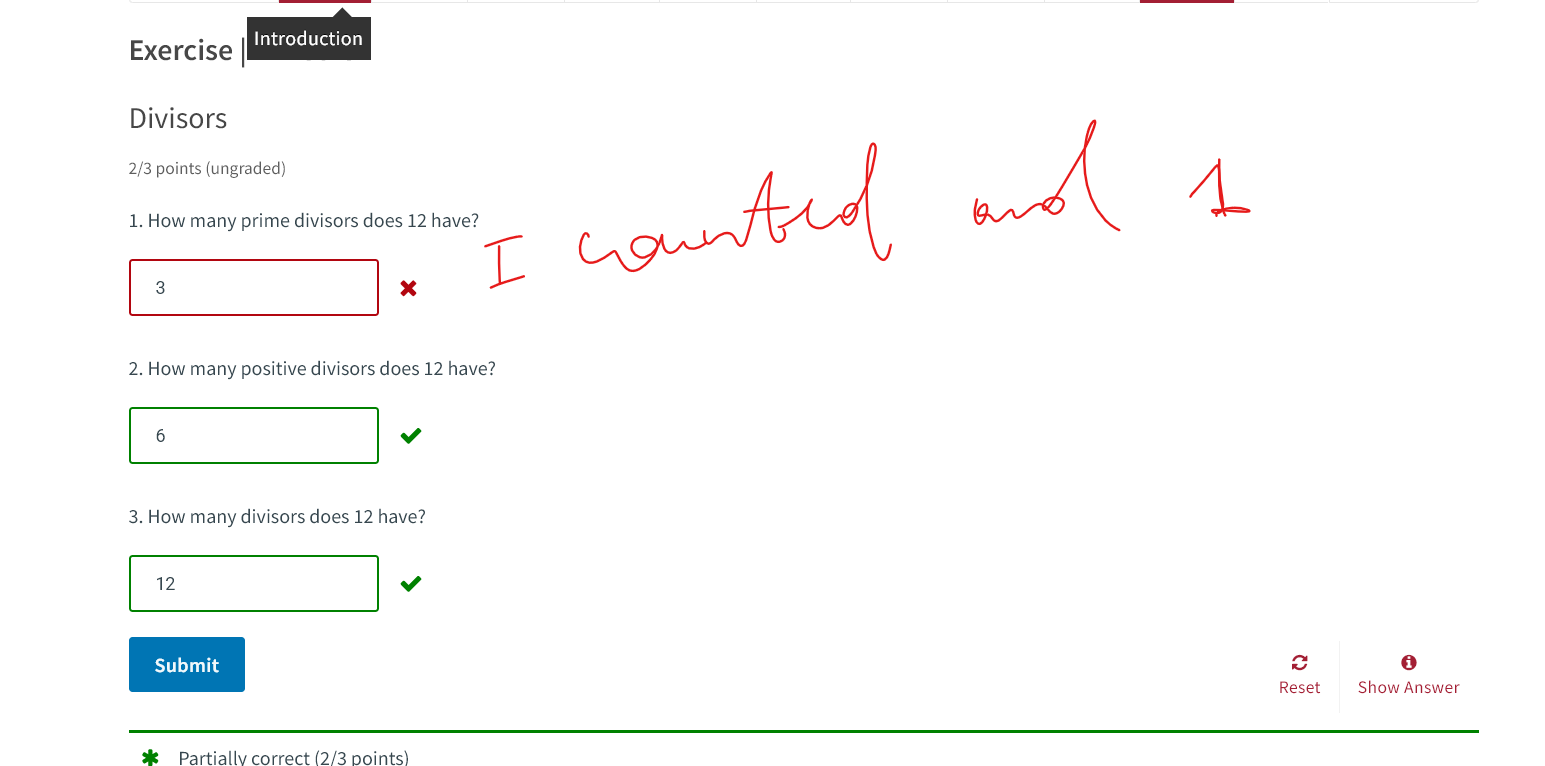 Introduction
Exercise |
Divisors
2/3 points (ungraded)
1. How many prime divisors does 12 have?
I counted and 1
3
2. How many positive divisors does 12 have?
6
3. How many divisors does 12 have?
12
Submit
Reset
Show Answer
Partially correct (2/3 points)